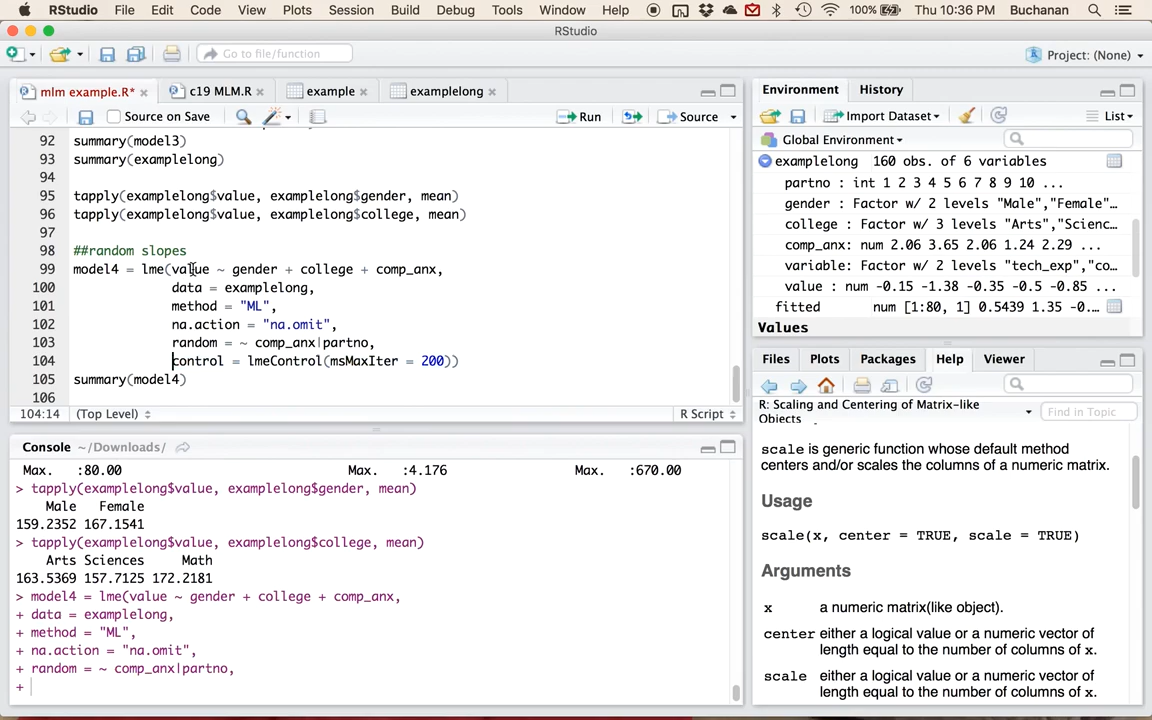 RStudio File Edit Code View Plots Session Build Debug Tools Window Help 100% Thu 10:36 PM Buchanan
RStudio
Go to file/function
Project: (None)
mlm example.R* c19 MLM.R example examplelong
Source on Save Run Source
92 summary(model3)
93 summary(examplelong)
94
95 tapply(examplelong$value, examplelong$gender, mean)
96 tapply(examplelong$value, examplelong$college, mean)
97
98 ##random slopes
99 model4 = lme(value ~ gender + college + comp_anx,
100 data = examplelong,
101 method = "ML",
102 na.action = "na.omit",
103 random = ~ comp_anx|partno,
104 control = lmeControl(msMaxIter = 200))
105 summary(model4)
106
104:14 (Top Level) R Script
Console ~/Downloads/
Max. :80.00 Max. :4.176 Max. :670.00
> tapply(examplelong$value, examplelong$gender, mean)
Male Female
159.2352 167.1541
> tapply(examplelong$value, examplelong$college, mean)
Arts Sciences Math
163.5369 157.7125 172.2181
> model4 = lme(value ~ gender + college + comp_anx,
+ data = examplelong,
+ method = "ML",
+ na.action = "na.omit",
+ random = ~ comp_anx|partno,
+
Environment History
Import Dataset List
Global Environment
examplelong 160 obs. of 6 variables
partno : int 1 2 3 4 5 6 7 8 9 10 ...
gender : Factor w/ 2 levels "Male","Female"…
college : Factor w/ 3 levels "Arts","Scienc…
comp_anx: num 2.06 3.65 2.06 1.24 2.29 ...
variable: Factor w/ 2 levels "tech_exp","co…
value : num -0.15 -1.38 -0.35 -0.5 -0.85 ...
fitted num [1:80, 1] 0.5439 1.35 -0.…
Values
Files Plots Packages Help Viewer
R: Scaling and Centering of Matrix-like
Objects
Find in Topic
scale is generic function whose default method
centers and/or scales the columns of a numeric matrix.
Usage
scale(x, center = TRUE, scale = TRUE)
Arguments
x a numeric matrix(like object).
center either a logical value or a numeric vector of
length equal to the number of columns of x.
scale either a logical value or a numeric vector of
length equal to the number of columns of x.